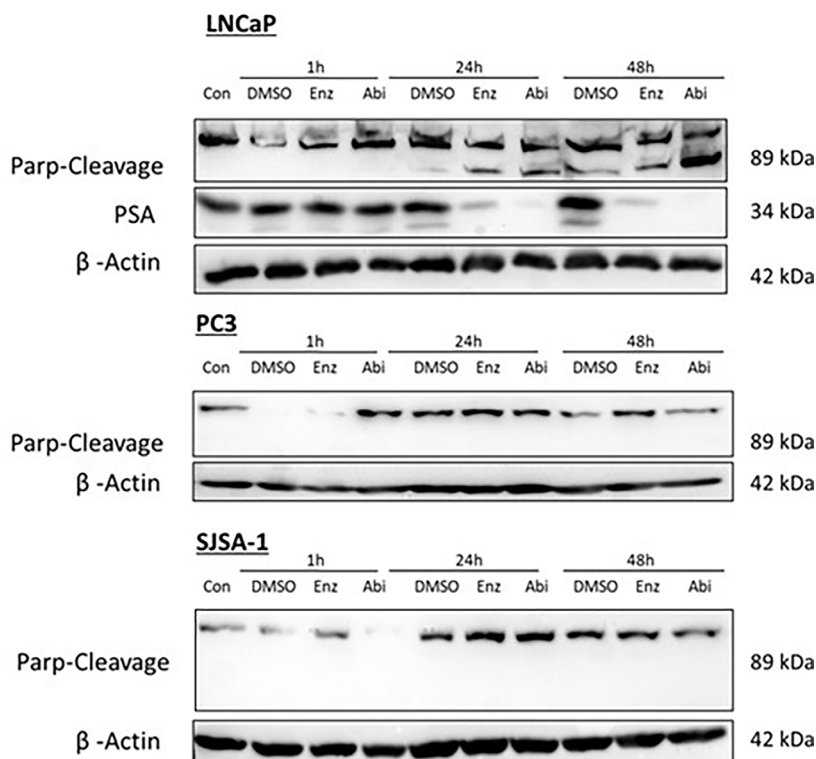 LNCaP
1h 24h 48h
Con DMSO Enz Abi DMSO Enz Abi DMSO Enz Abi
Parp-Cleavage 89 kDa
PSA 34 kDa
β -Actin 42 kDa
PC3
1h 24h 48h
Con DMSO Enz Abi DMSO Enz Abi DMSO Enz Abi
Parp-Cleavage 89 kDa
β -Actin 42 kDa
SJSA-1
1h 24h 48h
Con DMSO Enz Abi DMSO Enz Abi DMSO Enz Abi
Parp-Cleavage 89 kDa
β -Actin 42 kDa